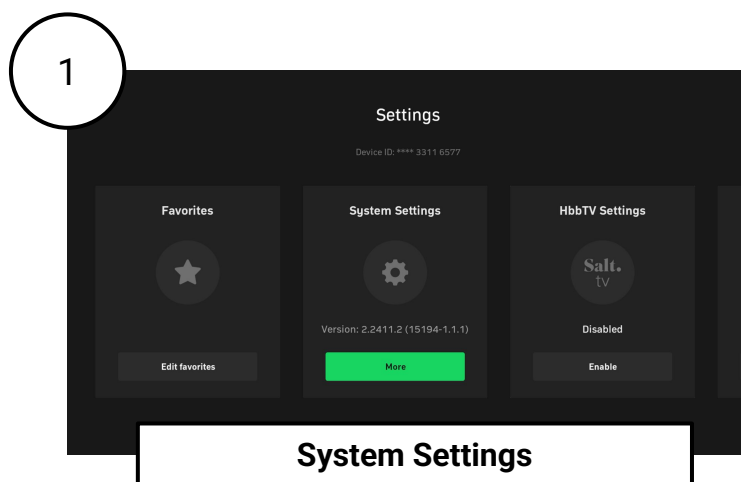 1
Settings
Device ID: **** 3311 6577
Favorites
System Settings
HbbTV Settings
Salt.
tv
Version: 2.2411.2 (15194-1.1.1)
Disabled
Edit favorites
More
Enable
System Settings